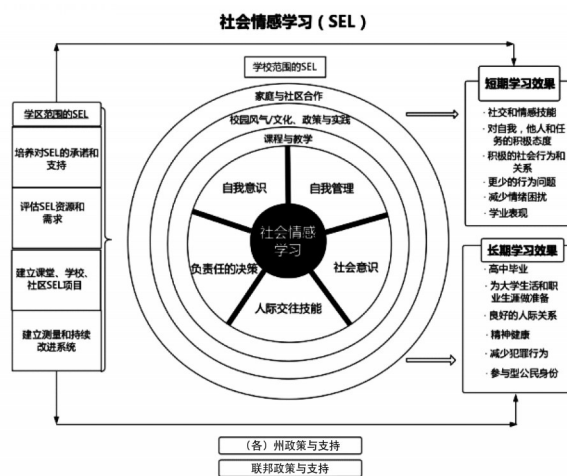 社会情感学习（SEL）
学校范围的SEL
学区范围的SEL
培养对SEL的承诺和
支持
评估SEL资源和
需求
建立课堂、学校、
社区SEL项目
建立测量和持续
改进系统
家庭与社区合作
校园风气/文化、政策与实践
课程与教学
自我意识
自我管理
社会情感
学习
负责任的决策
社会意识
人际交往技能
短期学习效果
· 社交和情感技能
· 对自我，他人和任
务的积极态度
· 积极的社会行为和
关系
· 更少的行为问题
· 减少情绪困扰
· 学业表现
长期学习效果
· 高中毕业
· 为大学生活和职
业生涯做准备
· 良好的人际关系
· 精神健康
· 减少犯罪行为
· 参与型公民身份
（各）州政策与支持
联邦政策与支持